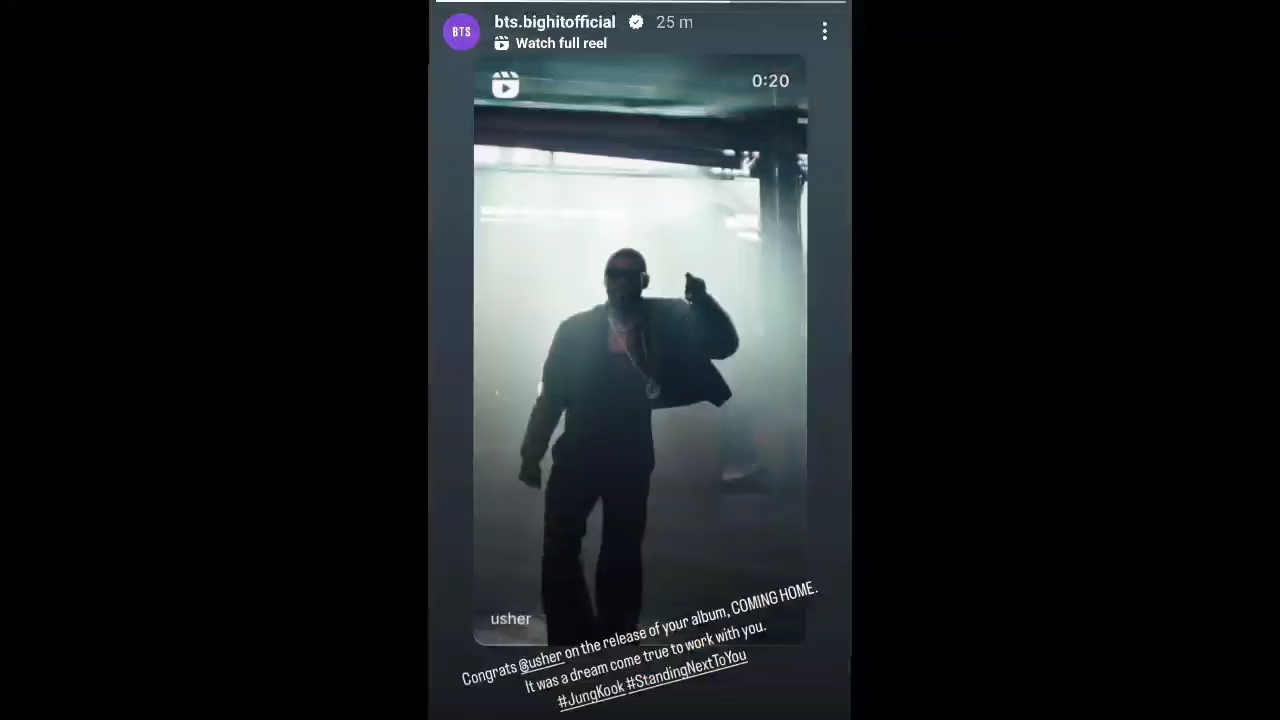 bts.bighitofficial 25 m
BTS
Watch full reel
0:20
usher
Congrats @usher on the release of your album, COMING HOME.
It was a dream come true to work with you.
#JungKook #StandingNextToYou